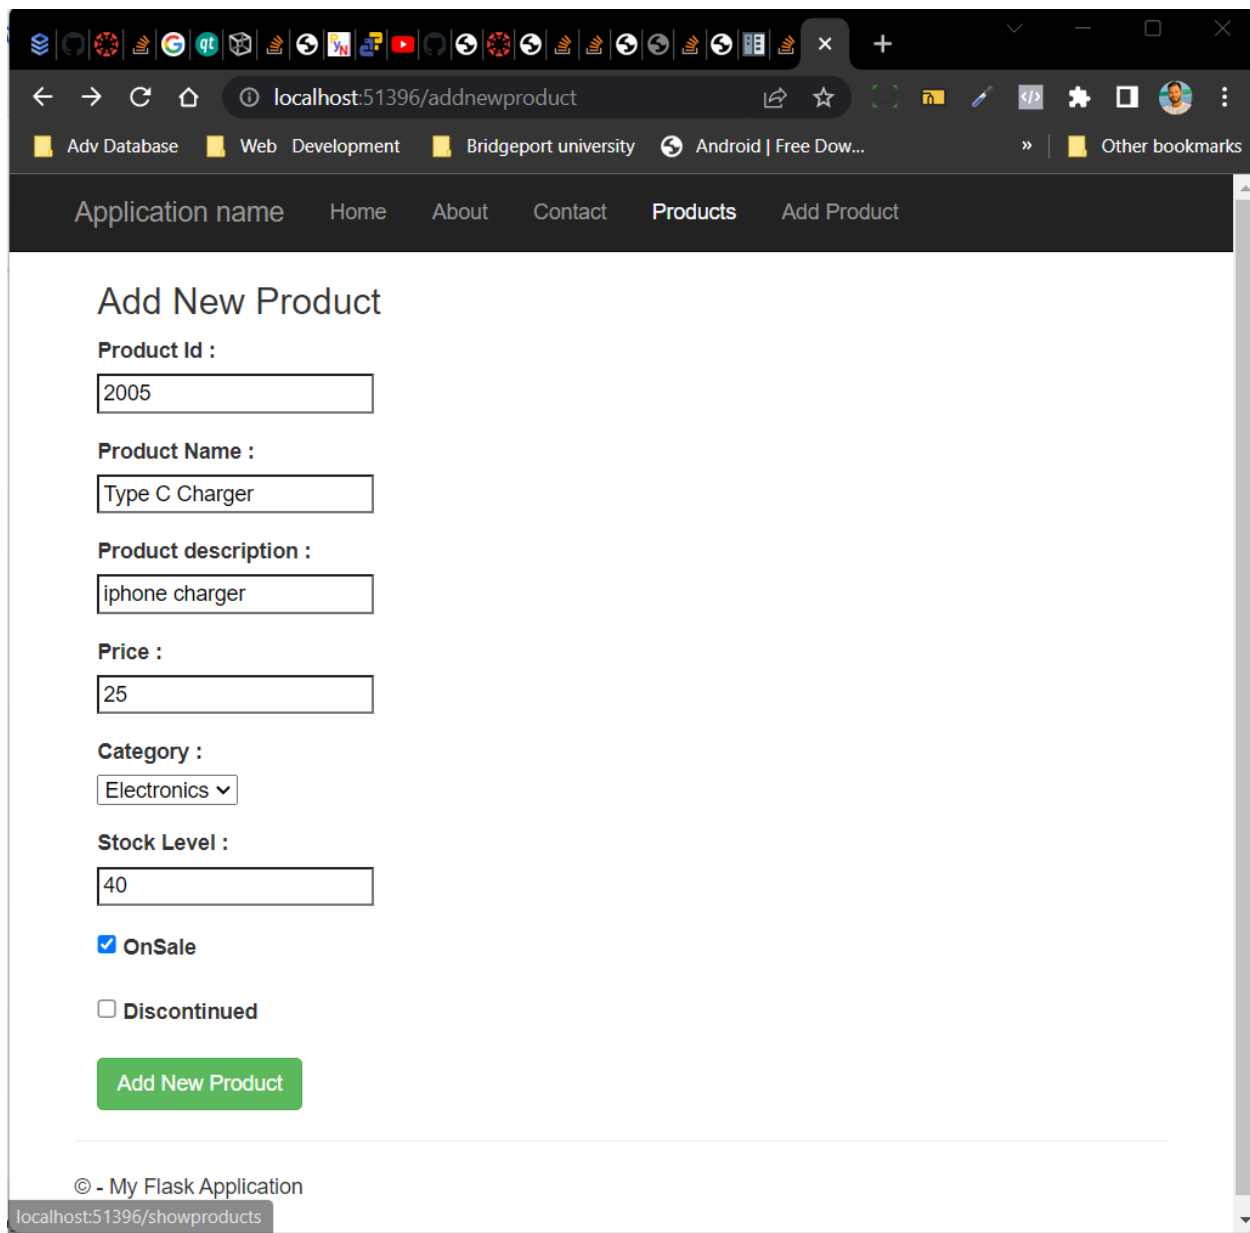 localhost:51396/addnewproduct
Adv Database Web Development Bridgeport university Android | Free Dow... » Other bookmarks
Application name Home About Contact Products Add Product
Add New Product
Product Id :
2005
Product Name :
Type C Charger
Product description :
iphone charger
Price :
25
Category :
Electronics
Stock Level :
40
OnSale
Discontinued
Add New Product
© - My Flask Application
localhost:51396/showproducts